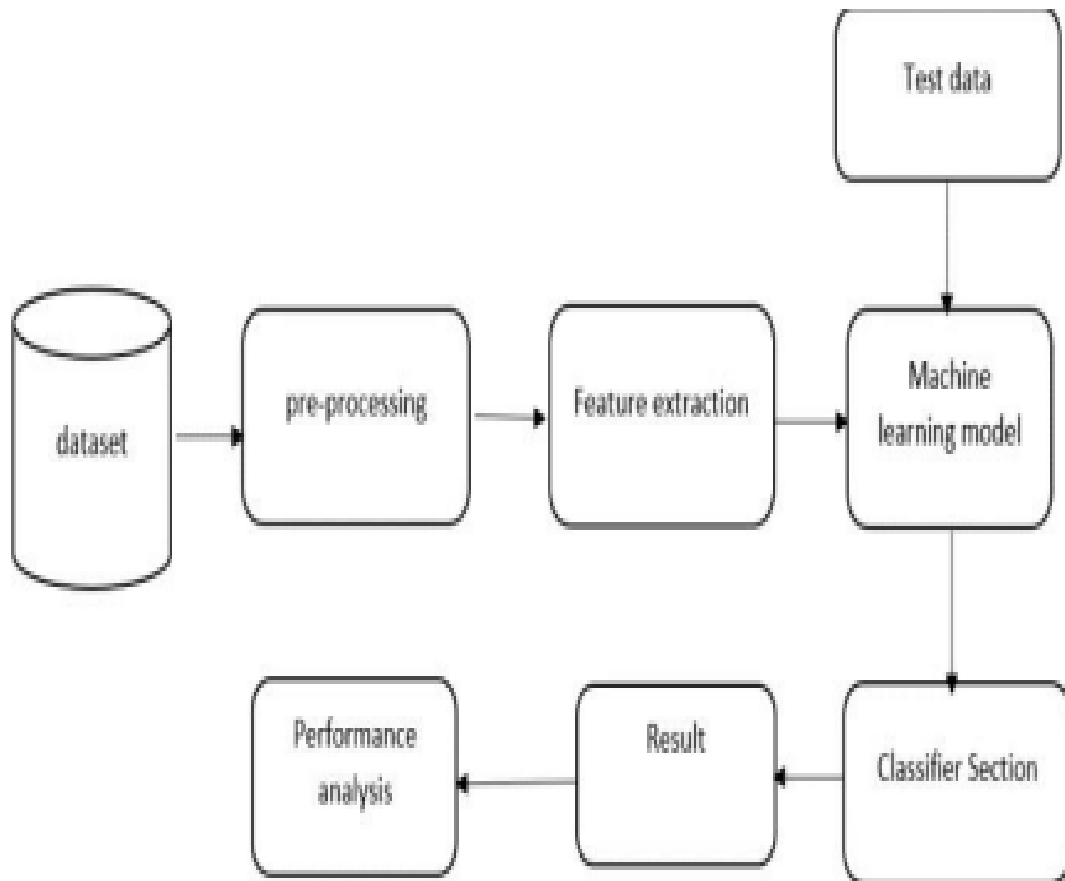 Test data
dataset
pre-processing
Feature extraction
Machine
learning model
Performance
analysis
Result
Classifier Section